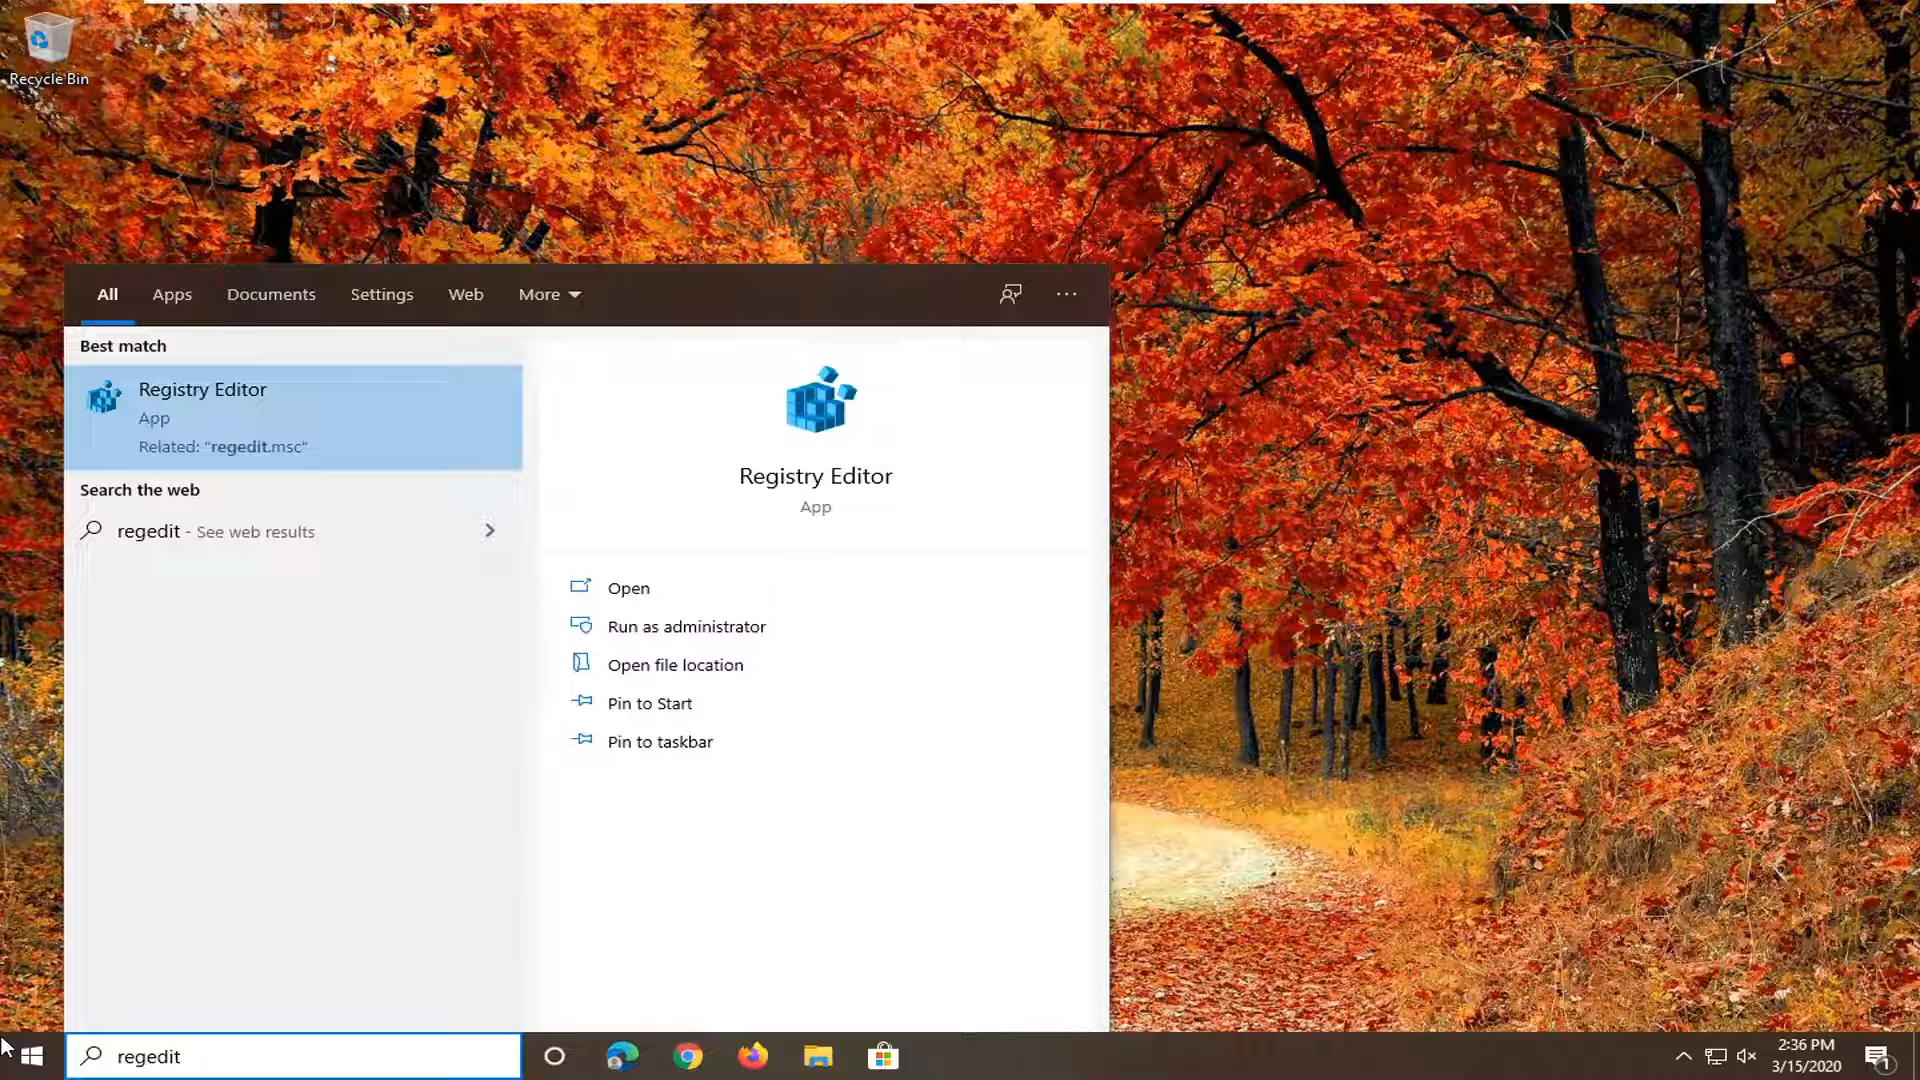 Recycle Bin
All Apps Documents Settings Web More
Best match
Registry Editor
App
Related: "regedit.msc"
Search the web
regedit - See web results
Registry Editor
App
Open
Run as administrator
Open file location
Pin to Start
Pin to taskbar
regedit
2:36 PM
3/15/2020
1